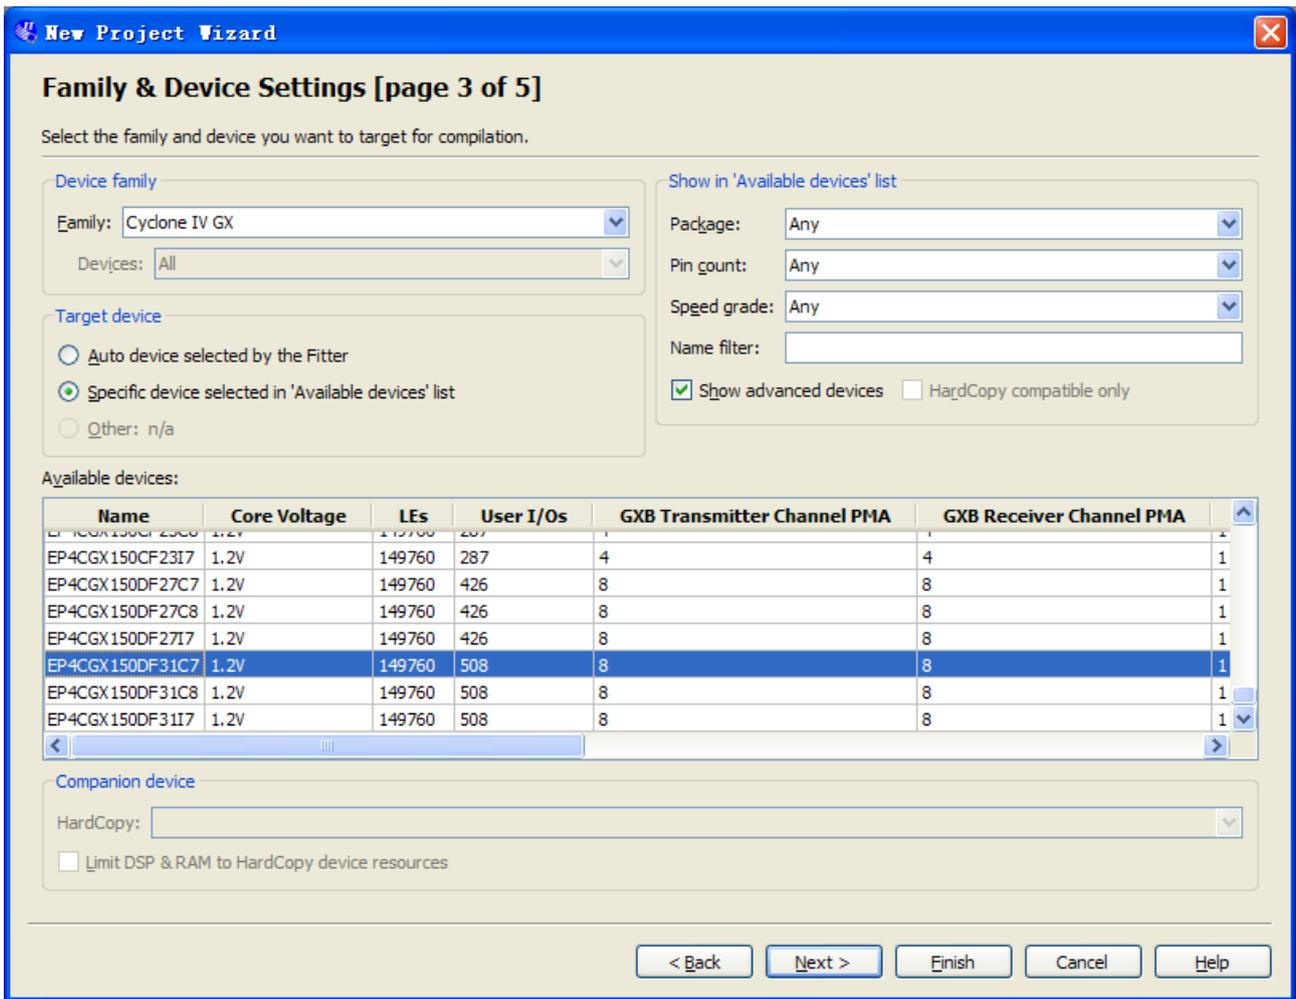 New Project Wizard
Family & Device Settings [page 3 of 5]
Select the family and device you want to target for compilation.
Device family
Family: Cyclone IV GX
Devices: All
Show in 'Available devices' list
Package: Any
Pin count: Any
Speed grade: Any
Name filter:
Show advanced devices HardCopy compatible only
Target device
Auto device selected by the Fitter
Specific device selected in 'Available devices' list
Other: n/a
Available devices:
Name Core Voltage LEs User I/Os GXB Transmitter Channel PMA GXB Receiver Channel PMA
EP4CGX150CF23I7 1.2V 149760 287 4 4 1
EP4CGX150DF27C7 1.2V 149760 426 8 8 1
EP4CGX150DF27C8 1.2V 149760 426 8 8 1
EP4CGX150DF27I7 1.2V 149760 426 8 8 1
EP4CGX150DF31C7 1.2V 149760 508 8 8 1
EP4CGX150DF31C8 1.2V 149760 508 8 8 1
EP4CGX150DF31I7 1.2V 149760 508 8 8 1
Companion device
HardCopy:
Limit DSP & RAM to HardCopy device resources
< Back Next > Finish Cancel Help